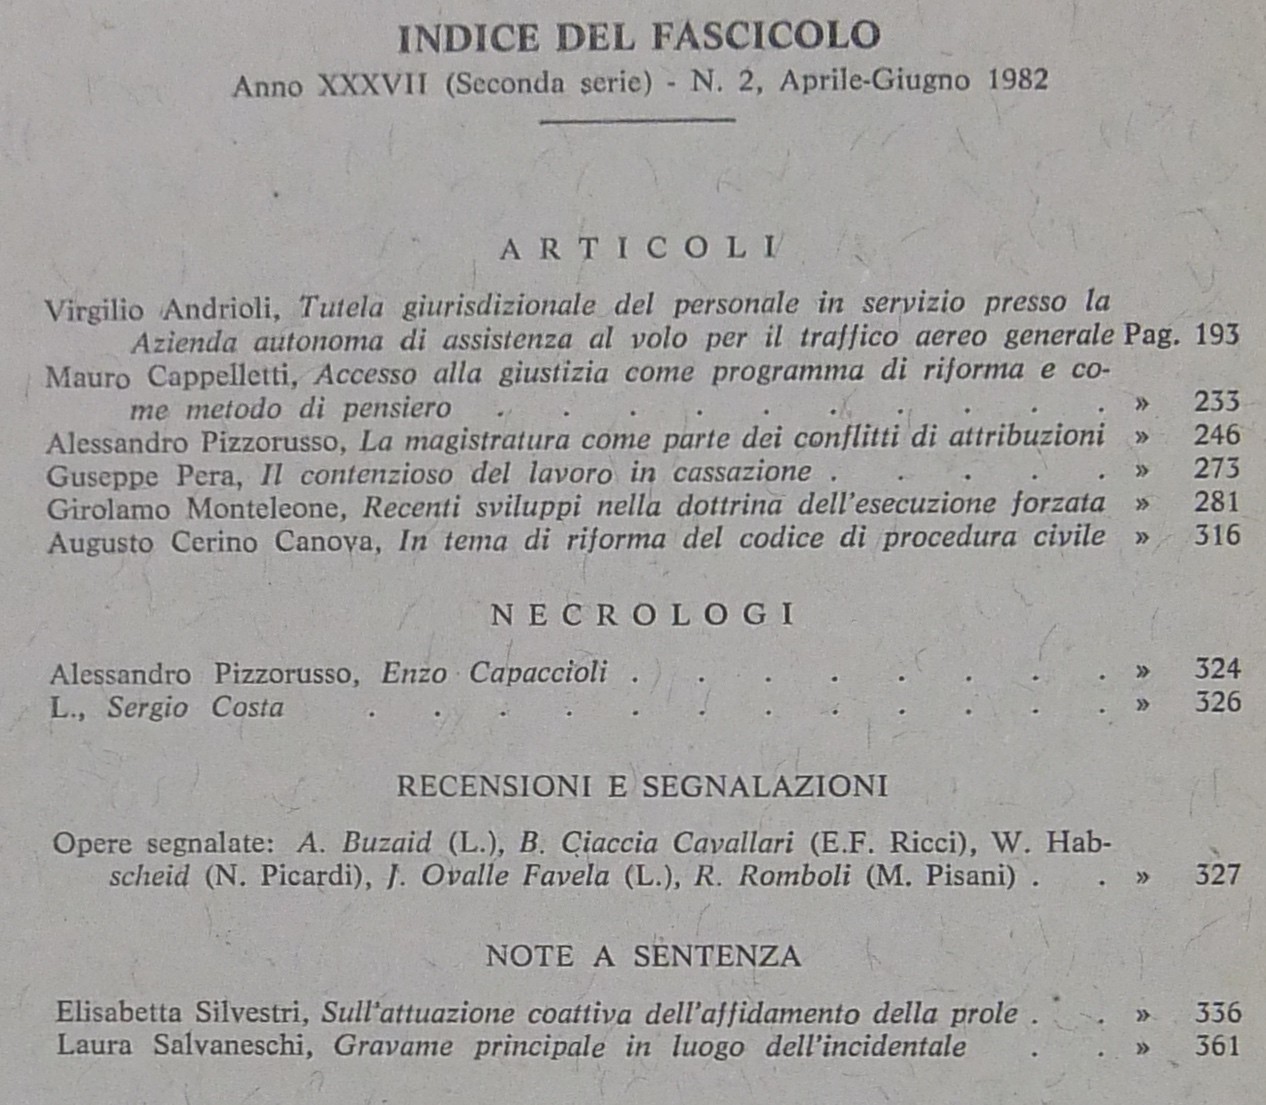 INDICE DEL FASCICOLO
Anno XXXVII (Seconda serie) - N. 2, Aprile-Giugno 1982
ARTICOLI
Virgilio Andrioli, Tutela giurisdizionale del personale in servizio presso la
Azienda autonoma di assistenza al volo per il traffico aereo generale Pag. 193
Mauro Cappelletti, Accesso alla giustizia come programma di riforma e co-
me metodo di pensiero . . . . . . . . . . » 233
Alessandro Pizzorusso, La magistratura come parte dei conflitti di attribuzioni » 246
Guseppe Pera, Il contenzioso del lavoro in cassazione . . . . . » 273
Girolamo Monteleone, Recenti sviluppi nella dottrina dell'esecuzione forzata » 281
Augusto Cerino Canova, In tema di riforma del codice di procedura civile » 316
NECROLOGI
Alessandro Pizzorusso, Enzo Capaccioli . . . . . . . . » 324
L., Sergio Costa . . . . . . . . . . . . » 326
RECENSIONI E SEGNALAZIONI
Opere segnalate: A. Buzaid (L.), B. Ciaccia Cavallari (E.F. Ricci), W. Hab-
scheid (N. Picardi), J. Ovalle Favela (L.), R. Romboli (M. Pisani) . . » 327
NOTE A SENTENZA
Elisabetta Silvestri, Sull'attuazione coattiva dell'affidamento della prole . . » 336
Laura Salvaneschi, Gravame principale in luogo dell'incidentale . . » 361